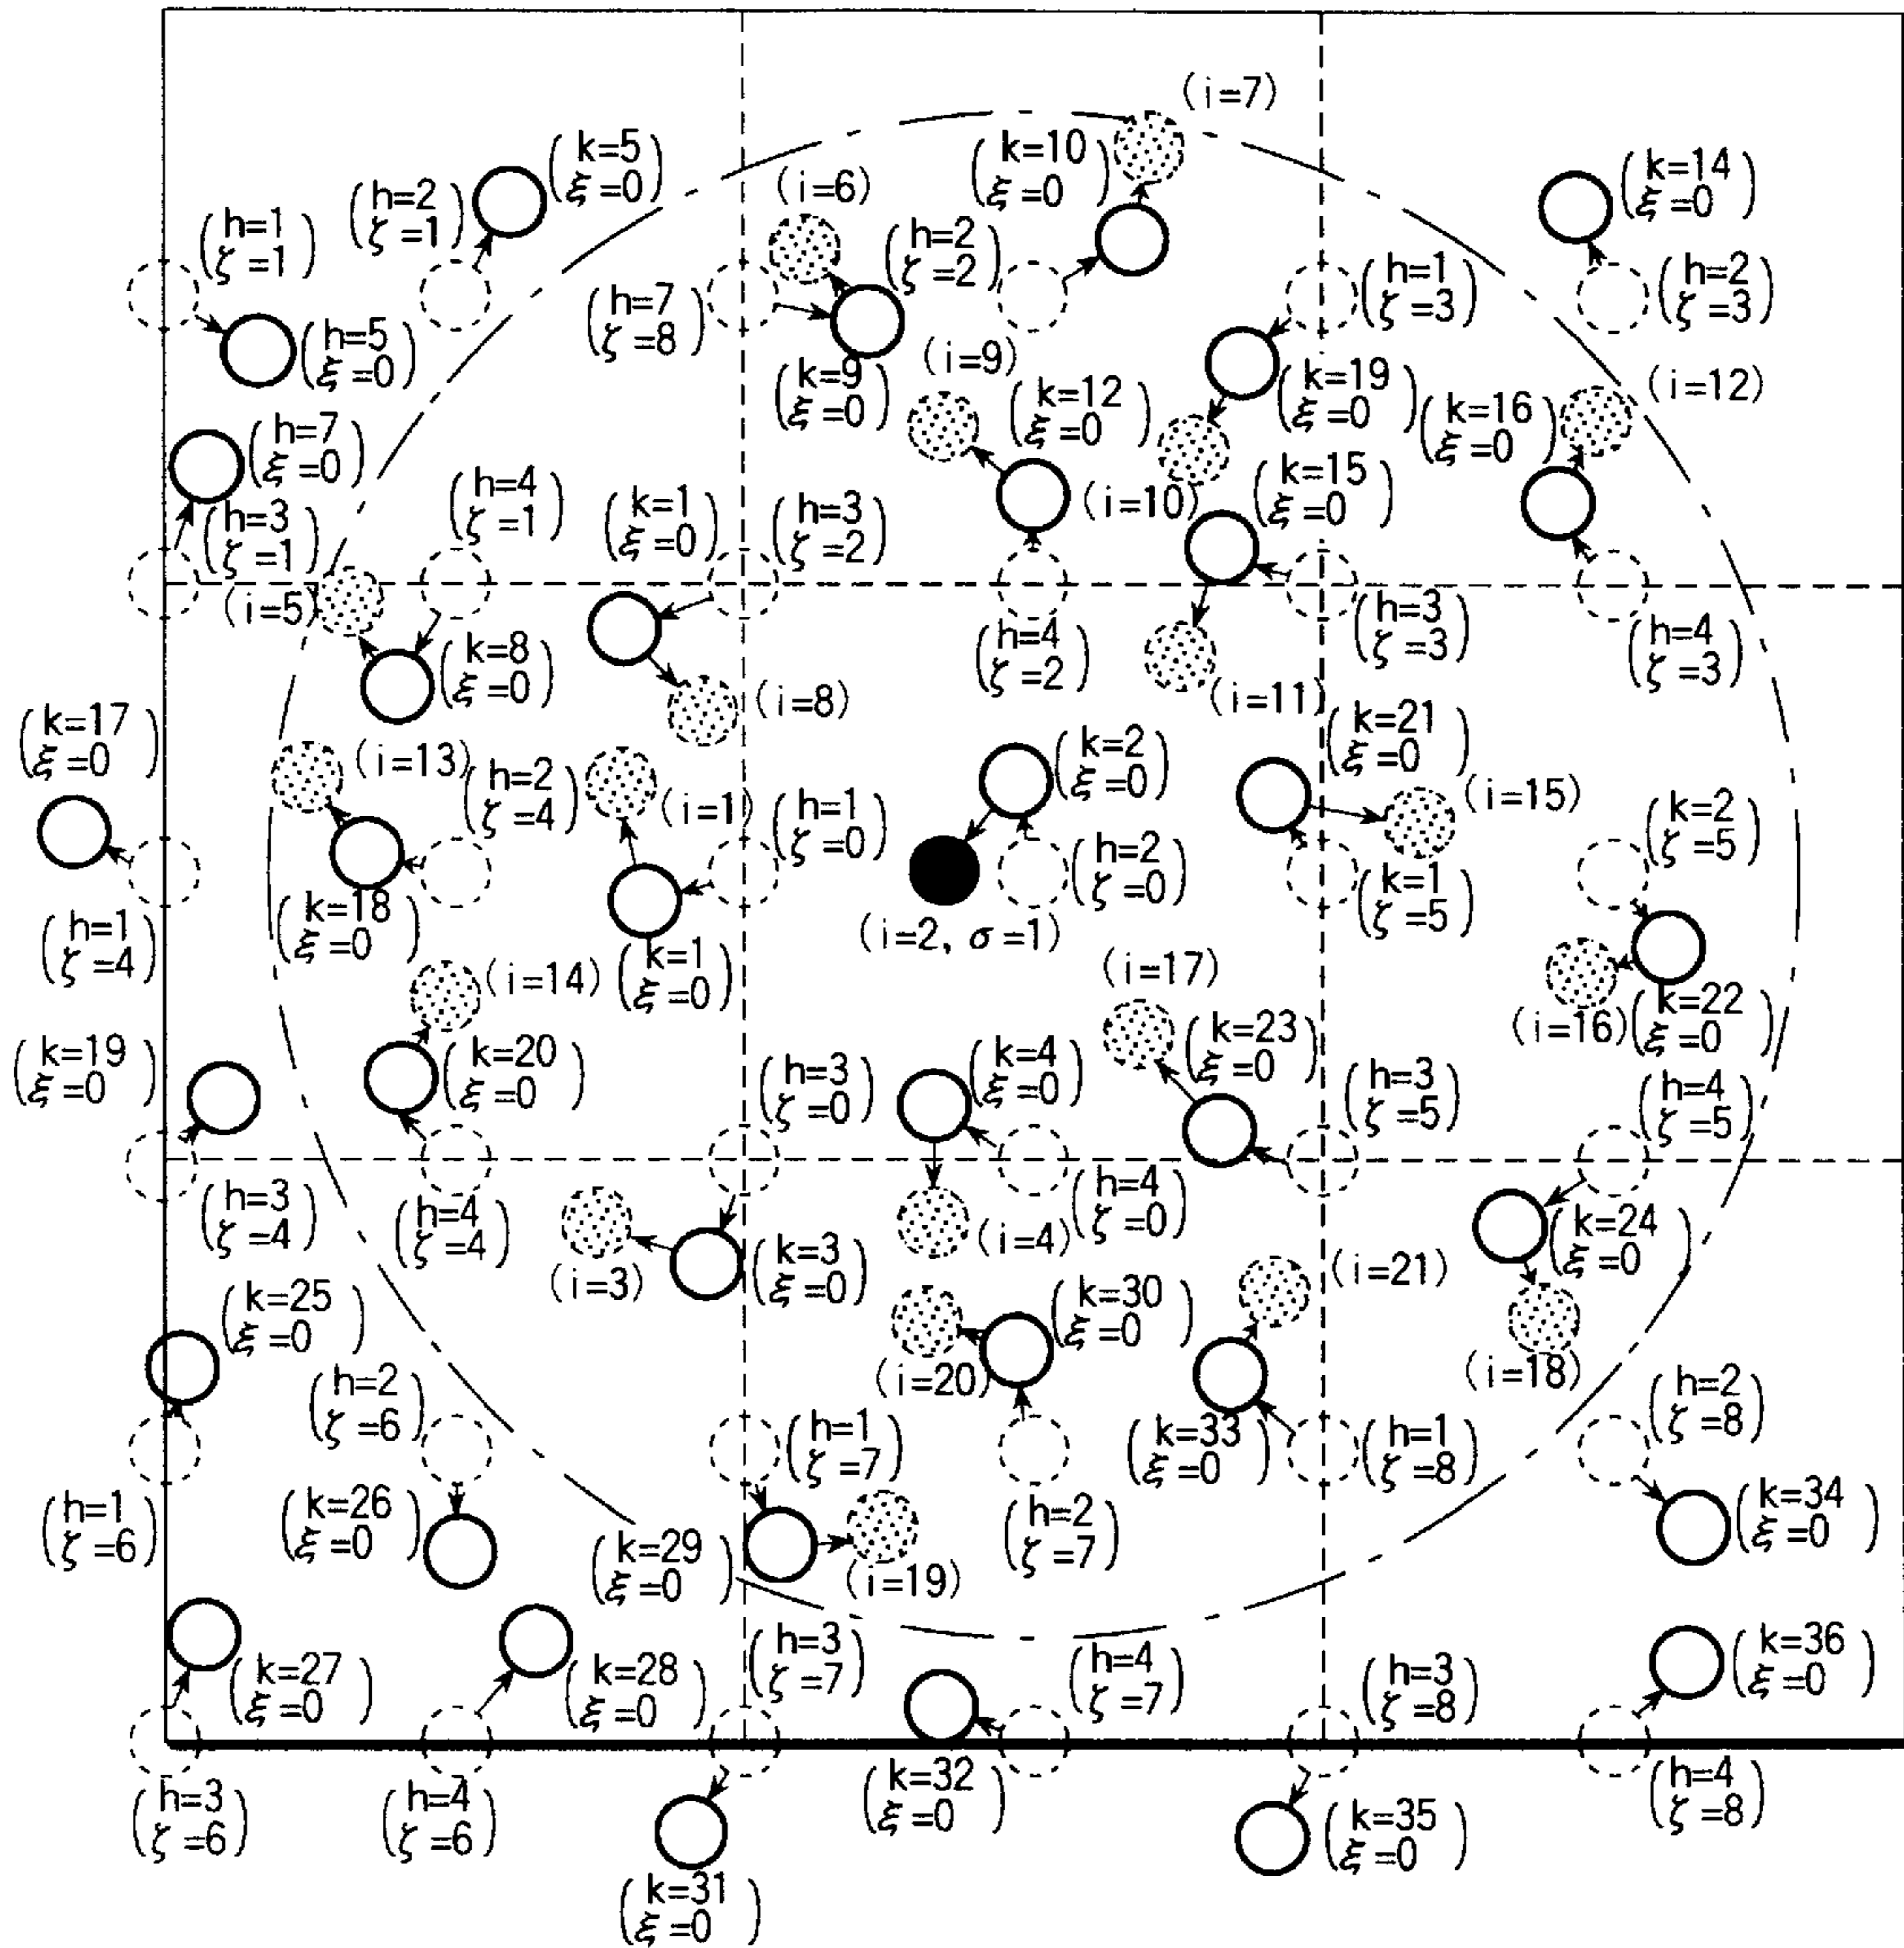 (i=7)
k=5
ξ=0
k=10
ξ=0
k=14
ξ=0
(i=6)
h=2
ζ=1
h=1
ζ=1
h=2
ζ=2
h=1
ζ=3
h=2
ζ=3
h=7
ζ=8
h=5
ξ=0
(i=9)
k=9
ξ=0
k=12
ξ=0
k=19
ξ=0
(i=12)
k=16
ξ=0
h=7
ξ=0
h=4
ζ=1
k=1
ξ=0
h=3
ζ=2
(i=10)
k=15
ξ=0
h=3
ζ=1
(i=5)
h=4
ζ=2
h=3
ζ=3
h=4
ζ=3
k=8
ξ=0
(i=8)
(i=11)
k=17
ξ=0
(i=13)
h=2
ζ=4
(i=1)
k=2
ξ=0
k=21
ξ=0
(i=15)
h=1
ζ=0
h=2
ζ=0
k=2
ζ=5
k=1
ζ=5
h=1
ζ=4
k=18
ξ=0
(i=2, σ=1)
(i=14)
k=1
ξ=0
(i=17)
(i=16)
k=22
ξ=0
k=19
ξ=0
k=20
ξ=0
h=3
ζ=0
k=4
ξ=0
k=23
ξ=0
h=3
ζ=5
h=4
ζ=5
h=3
ζ=4
h=4
ζ=4
h=4
ζ=0
(i=4)
k=24
ξ=0
(i=3)
k=3
ξ=0
(i=21)
k=25
ξ=0
k=30
ξ=0
(i=20)
(i=18)
h=2
ζ=6
h=2
ζ=8
h=1
ζ=7
k=33
ξ=0
h=1
ζ=8
h=1
ζ=6
k=26
ξ=0
k=29
ξ=0
(i=19)
h=2
ζ=7
k=34
ξ=0
k=27
ξ=0
k=28
ξ=0
h=3
ζ=7
h=4
ζ=7
h=3
ζ=8
k=36
ξ=0
h=3
ζ=6
h=4
ζ=6
k=32
ξ=0
h=4
ζ=8
k=31
ξ=0
k=35
ξ=0